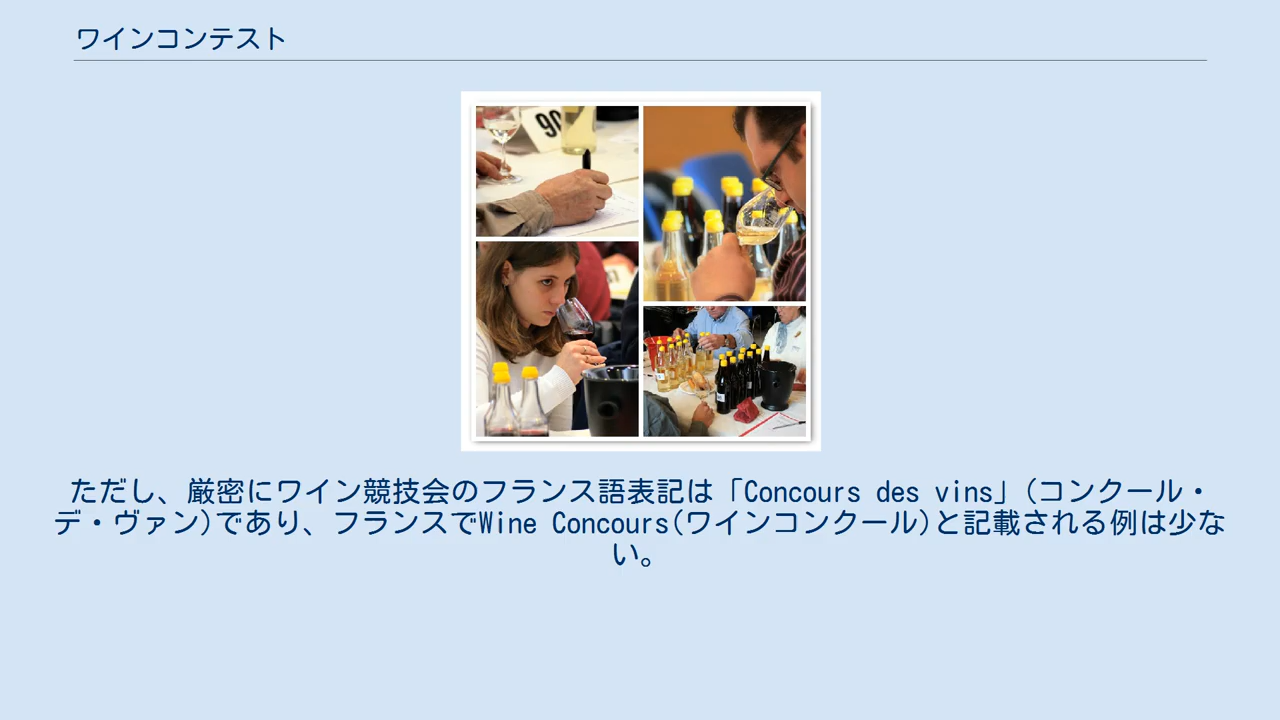 ワインコンテスト
90
ただし、厳密にワイン競技会のフランス語表記は「Concours des vins」(コンクール・
デ・ヴァン)であり、フランスでWine Concours(ワインコンクール)と記載される例は少な
い。